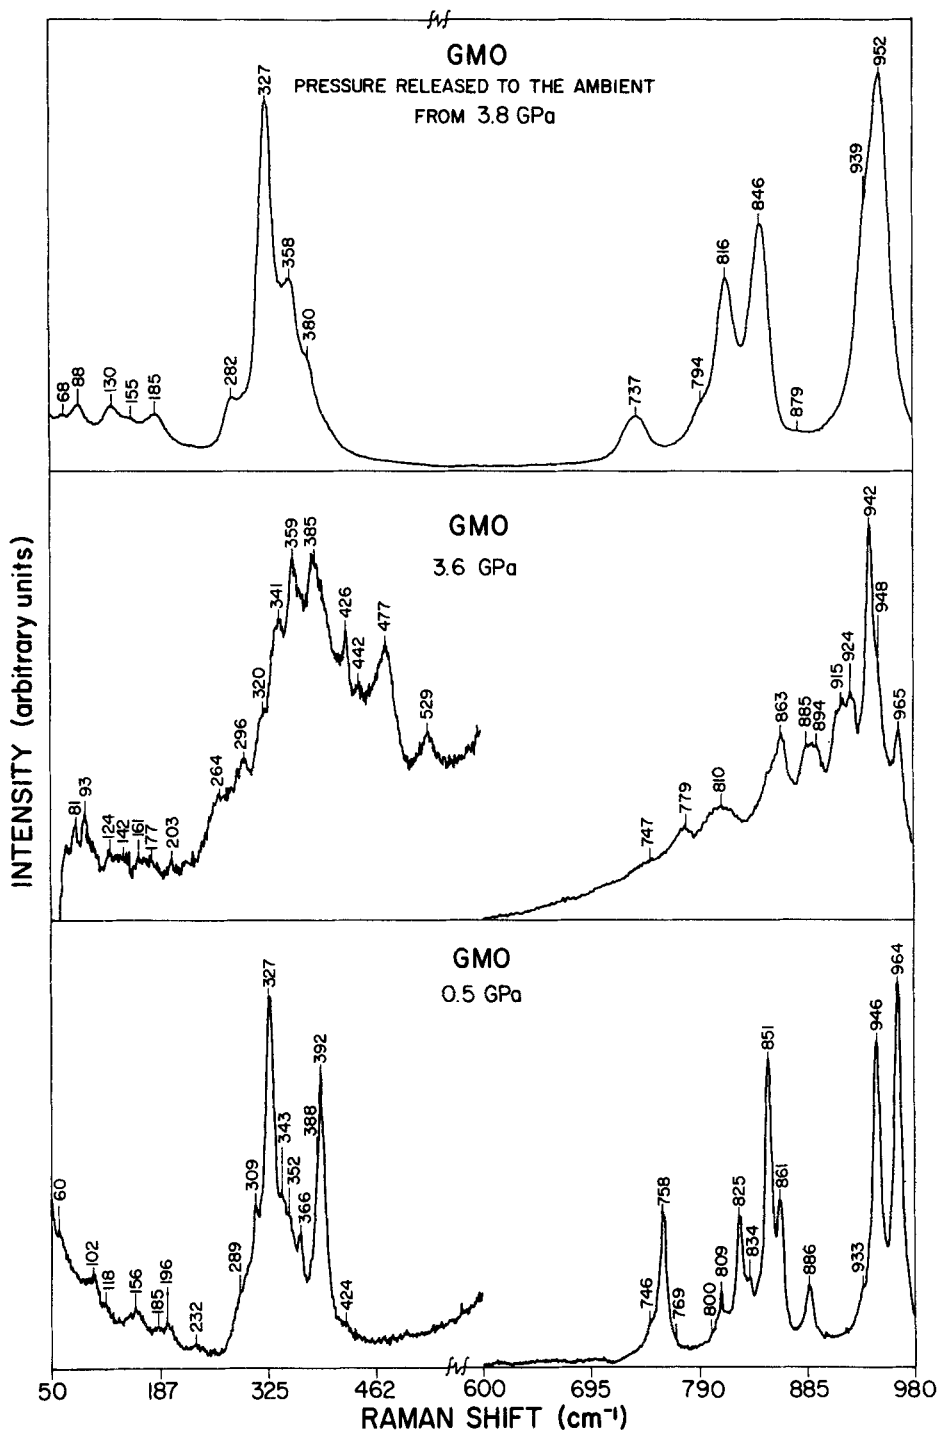 GMO
PRESSURE RELEASED TO THE AMBIENT
FROM 3.8 GPa
68 88 130 155 185 282 327 358 380 737 794 816 846 879 939 952
GMO
3.6 GPa
81 93 124 142 161 177 203 264 296 320 341 359 385 426 442 477 529 747 779 810 863 885 894 915 924 942 948 965
GMO
0.5 GPa
60 102 118 156 185 196 232 289 309 327 343 352 366 388 392 424 746 758 769 800 809 825 834 851 861 886 933 946 964
INTENSITY (arbitrary units)
50 187 325 462 600 695 790 885 980
RAMAN SHIFT (cm⁻¹)